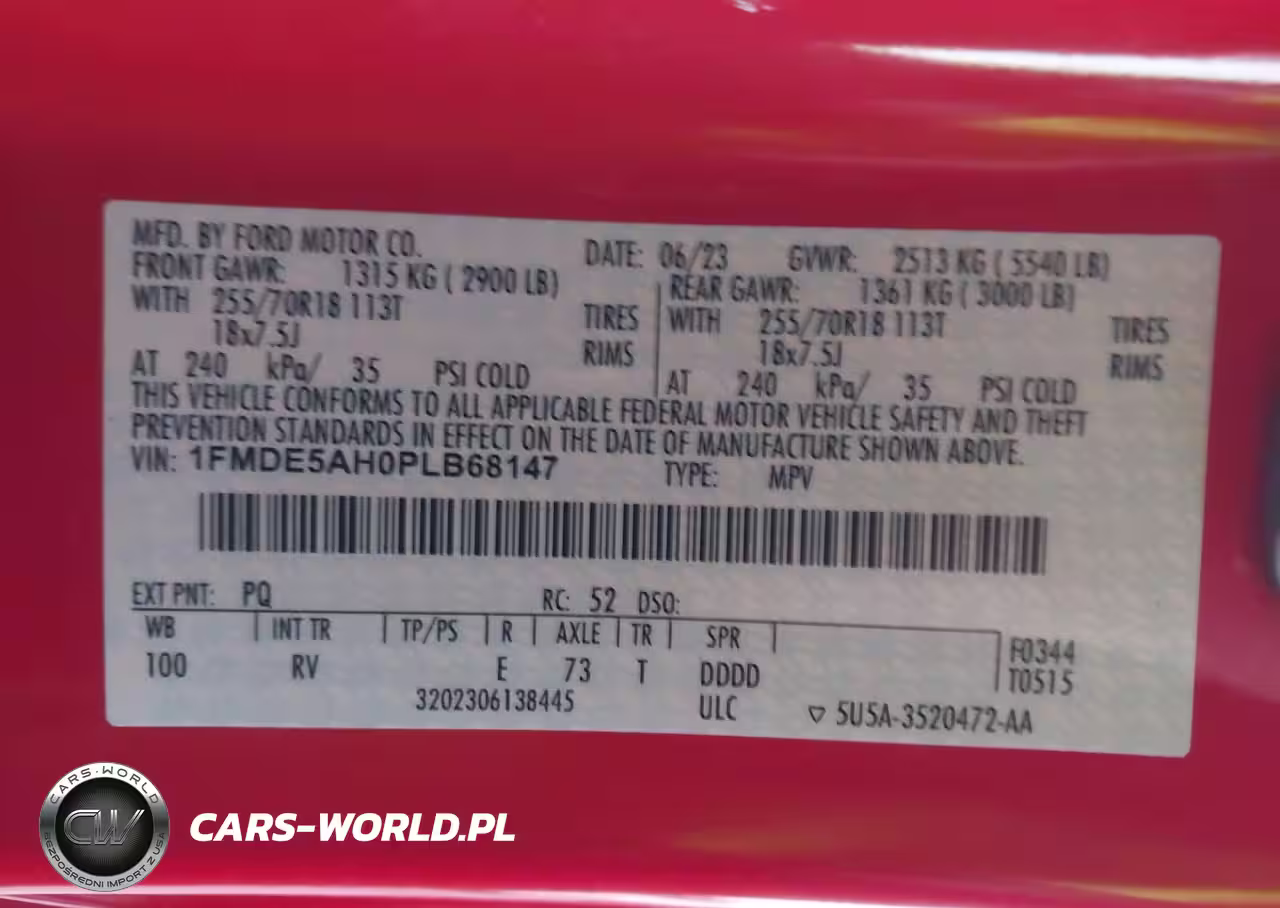 MFD. BY FORD MOTOR CO. DATE: 06/23 GVWR: 2513 KG ( 5540 LB)
FRONT GAWR: 1315 KG ( 2900 LB) REAR GAWR: 1361 KG ( 3000 LB)
WITH 255/70R18 113T TIRES WITH 255/70R18 113T TIRES
18x7.5J RIMS 18x7.5J RIMS
AT 240 kPa/ 35 PSI COLD AT 240 kPa/ 35 PSI COLD
THIS VEHICLE CONFORMS TO ALL APPLICABLE FEDERAL MOTOR VEHICLE SAFETY AND THEFT
PREVENTION STANDARDS IN EFFECT ON THE DATE OF MANUFACTURE SHOWN ABOVE.
VIN: 1FMDE5AH0PLB68147 TYPE: MPV
EXT PNT: PQ RC: 52 DSO:
WB INT TR TP/PS R AXLE TR SPR F0344
100 RV E 73 T DDDD T0515
3202306138445 ULC ▽ 5U5A-3520472-AA
CARS-WORLD
CW
BEZPOŚREDNI IMPORT Z USA
CARS-WORLD.PL